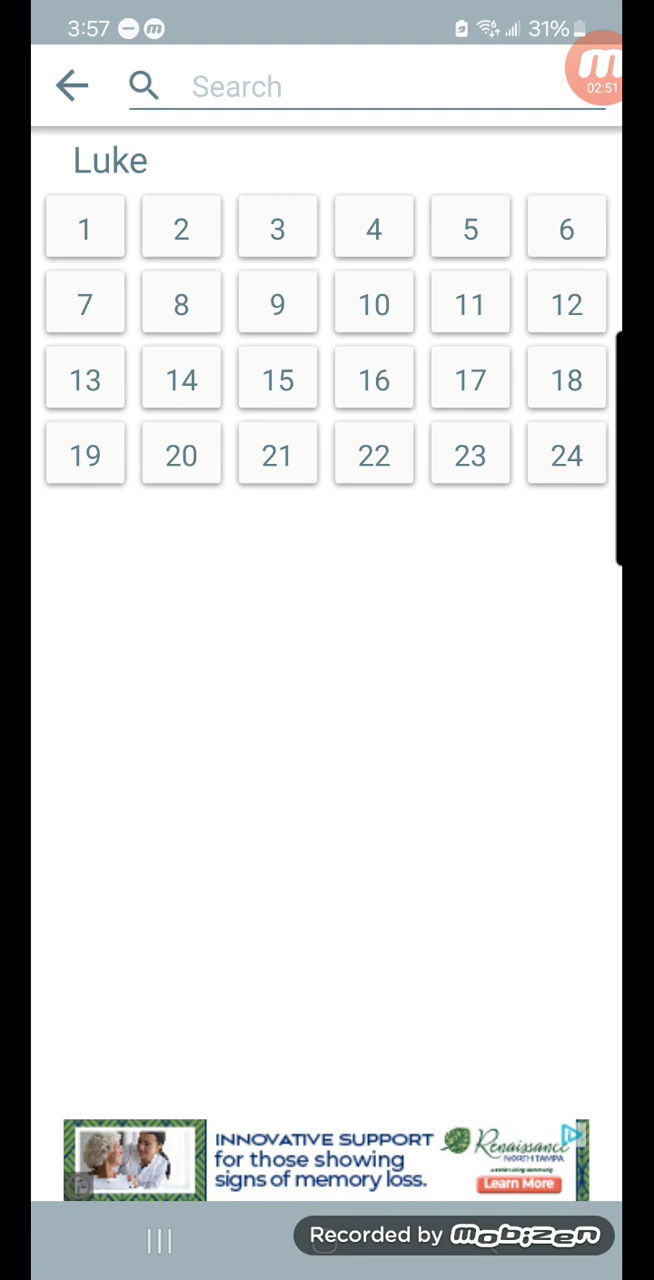 3:57 m 31%
m
02:51
Search
Luke
1 2 3 4 5 6
7 8 9 10 11 12
13 14 15 16 17 18
19 20 21 22 23 24
INNOVATIVE SUPPORT
for those showing
signs of memory loss.
Renaissance
NORTH TAMPA
Learn More
Recorded by mobizen